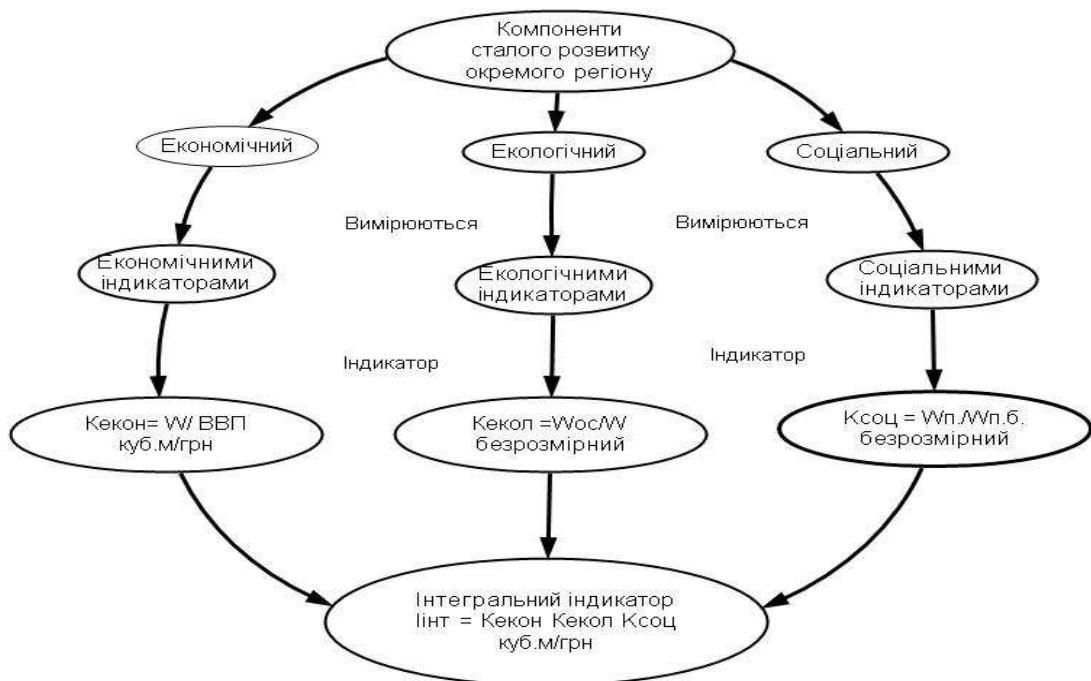 Компоненти
сталого розвитку
окремого регіону
Економічний
Екологічний
Соціальний
Вимірюються
Вимірюються
Економічними
індикаторами
Екологічними
індикаторами
Соціальними
індикаторами
Індикатор
Індикатор
Кекон= W/ ВВП
куб.м/грн
Кекол =Wос/W
безрозмірний
Ксоц = Wп./Wп.б.
безрозмірний
Інтегральний індикатор
Іінт = Кекон Кекол Ксоц
куб.м/грн